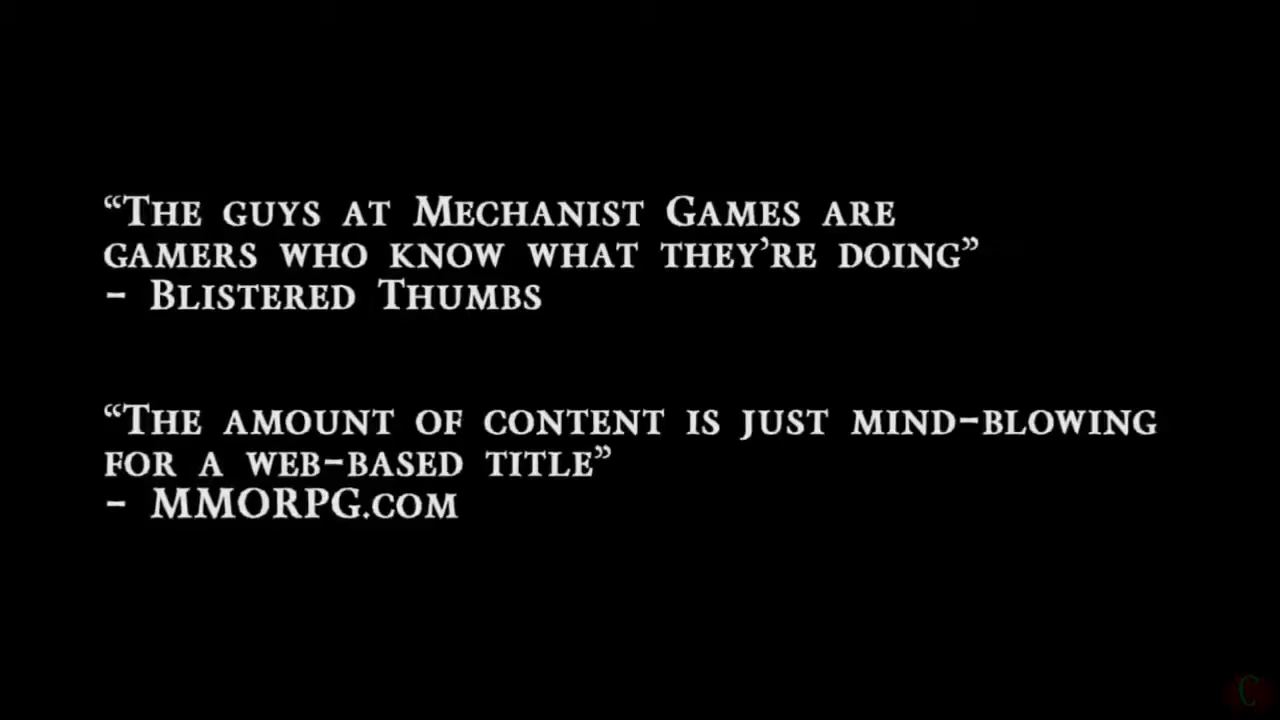 “The guys at Mechanist Games are
gamers who know what they’re doing”
- Blistered Thumbs
“The amount of content is just mind-blowing
for a web-based title”
- MMORPG.com
C